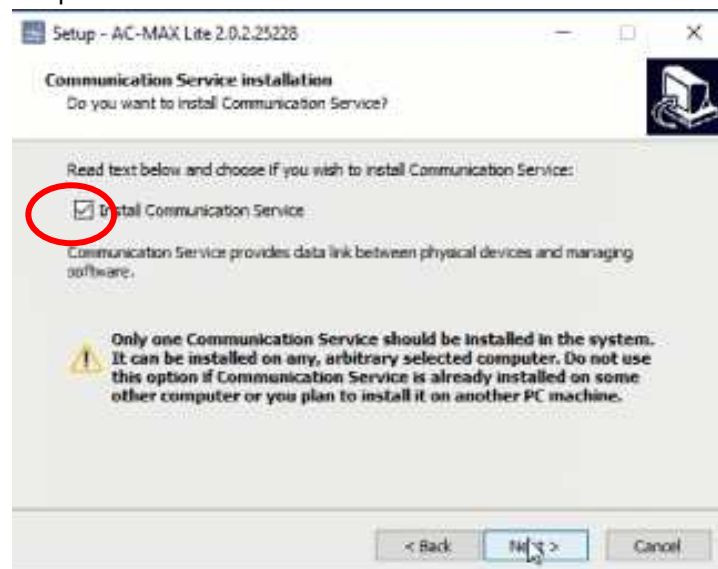 Setup - AC-MAX Lite 2.0.2.25228
Communication Service installation
Do you want to install Communication Service?
Read text below and choose if you wish to install Communication Service:
Install Communication Service
Communication Service provides data link between physical devices and managing
software.
Only one Communication Service should be installed in the system.
It can be installed on any, arbitrary selected computer. Do not use
this option if Communication Service is already installed on some
other computer or you plan to install it on another PC machine.
< Back
Next >
Cancel